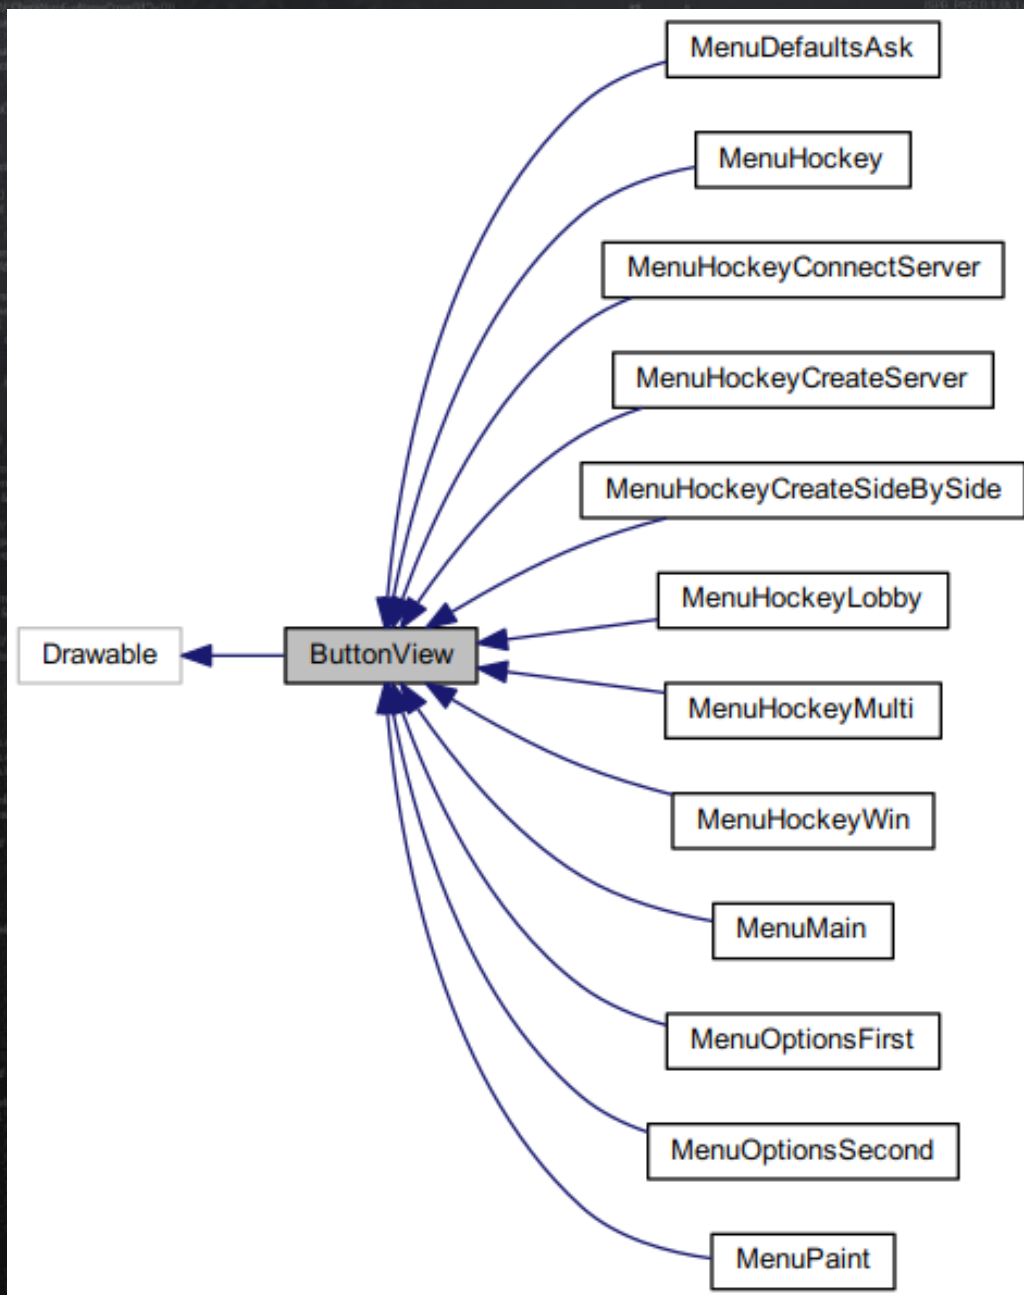 MenuDefaultsAsk
MenuHockey
MenuHockeyConnectServer
MenuHockeyCreateServer
MenuHockeyCreateSideBySide
MenuHockeyLobby
Drawable
ButtonView
MenuHockeyMulti
MenuHockeyWin
MenuMain
MenuOptionsFirst
MenuOptionsSecond
MenuPaint